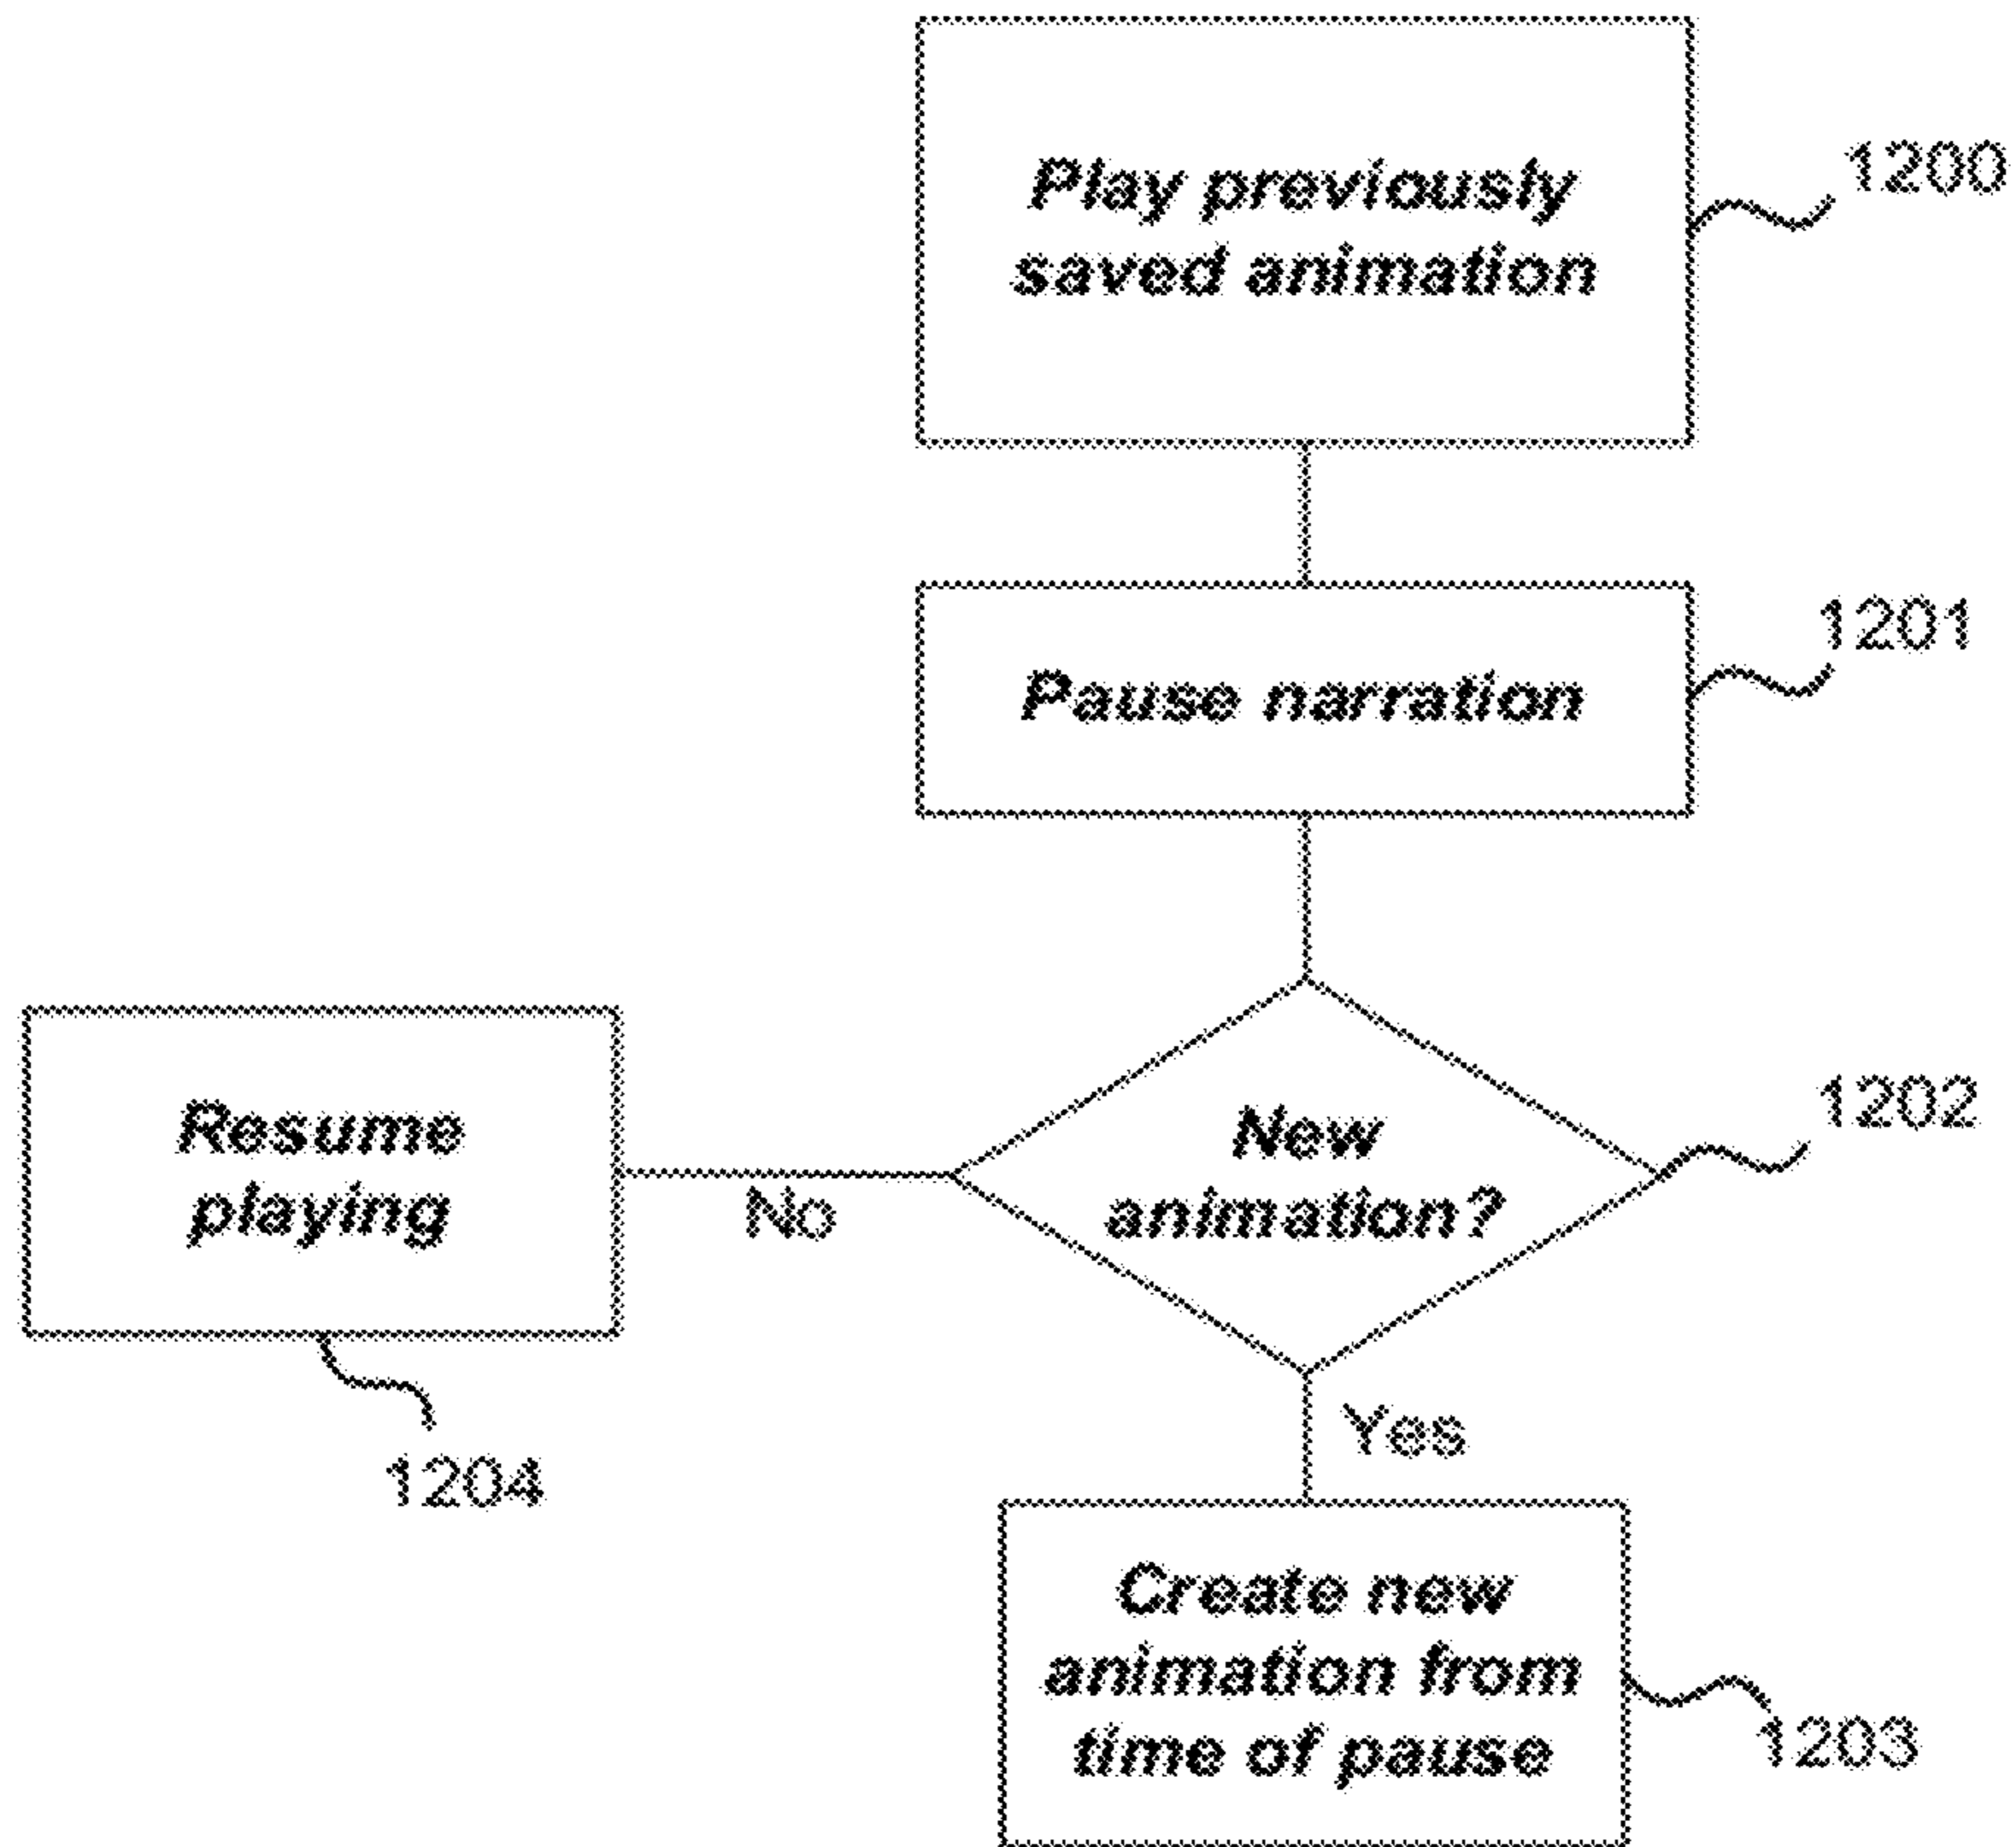 Play previously
saved animation
1200
Pause narration
1201
New
animation?
1202
Resume
playing
No
1204
Yes
Create new
animation from
time of pause
1203